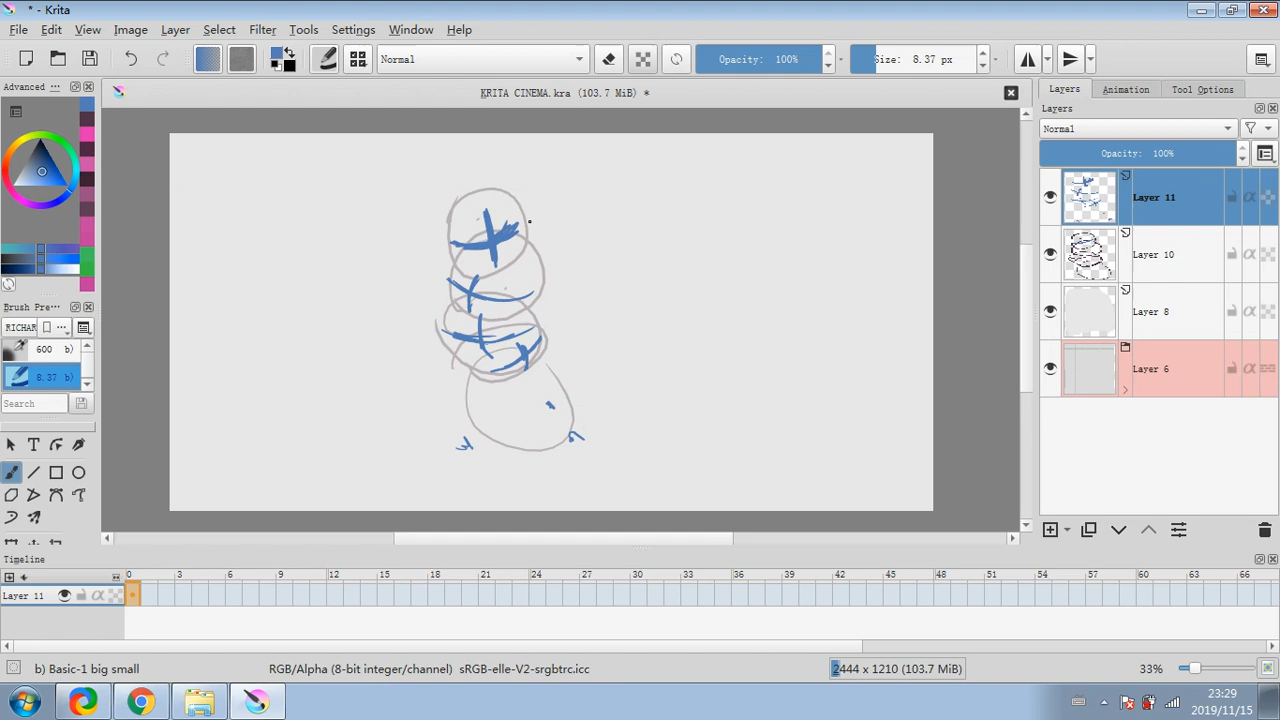 * - Krita
File Edit View Image Layer Select Filter Tools Settings Window Help
Normal Opacity: 100% Size: 8.37 px
Advanced ...
KRITA CINEMA.kra (103.7 MiB) *
Layers Animation Tool Options
Layers
Normal
Opacity: 100%
Layer 11
Layer 10
Layer 8
Layer 6
Brush Pre...
RICHAR ...
600 b)
8.37 b)
Search
Timeline
0 3 6 9 12 15 18 21 24 27 30 33 36 39 42 45 48 51 54 57 60 63 66
Layer 11
b) Basic-1 big small RGB/Alpha (8-bit integer/channel) sRGB-elle-V2-srgbtrc.icc 2444 x 1210 (103.7 MiB) 33%
23:29
2019/11/15